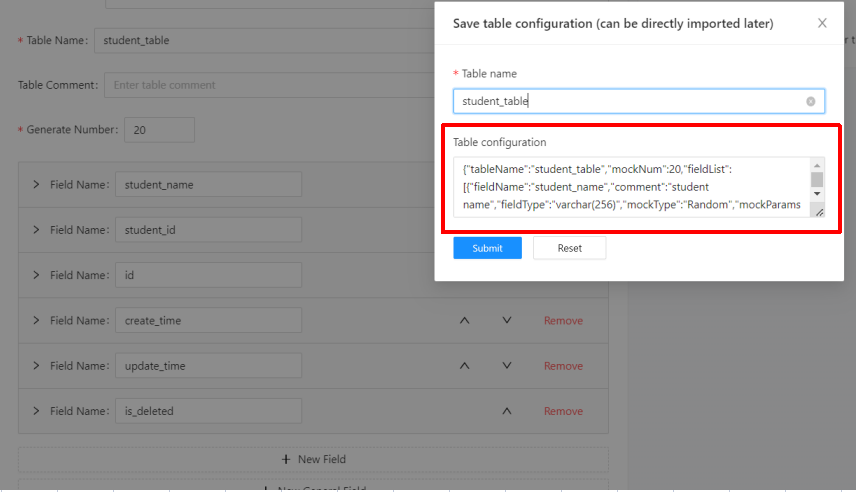 Save table configuration (can be directly imported later)
* Table name
student_table
Table configuration
{"tableName":"student_table","mockNum":20,"fieldList":
[{"fieldName":"student_name","comment":"student
name","fieldType":"varchar(256)","mockType":"Random","mockParams
Submit
Reset
* Table Name:
student_table
Table Comment:
Enter table comment
* Generate Number:
20
Field Name:
student_name
Field Name:
student_id
Field Name:
id
Field Name:
create_time
Remove
Field Name:
update_time
Remove
Field Name:
is_deleted
Remove
+ New Field
New General Field